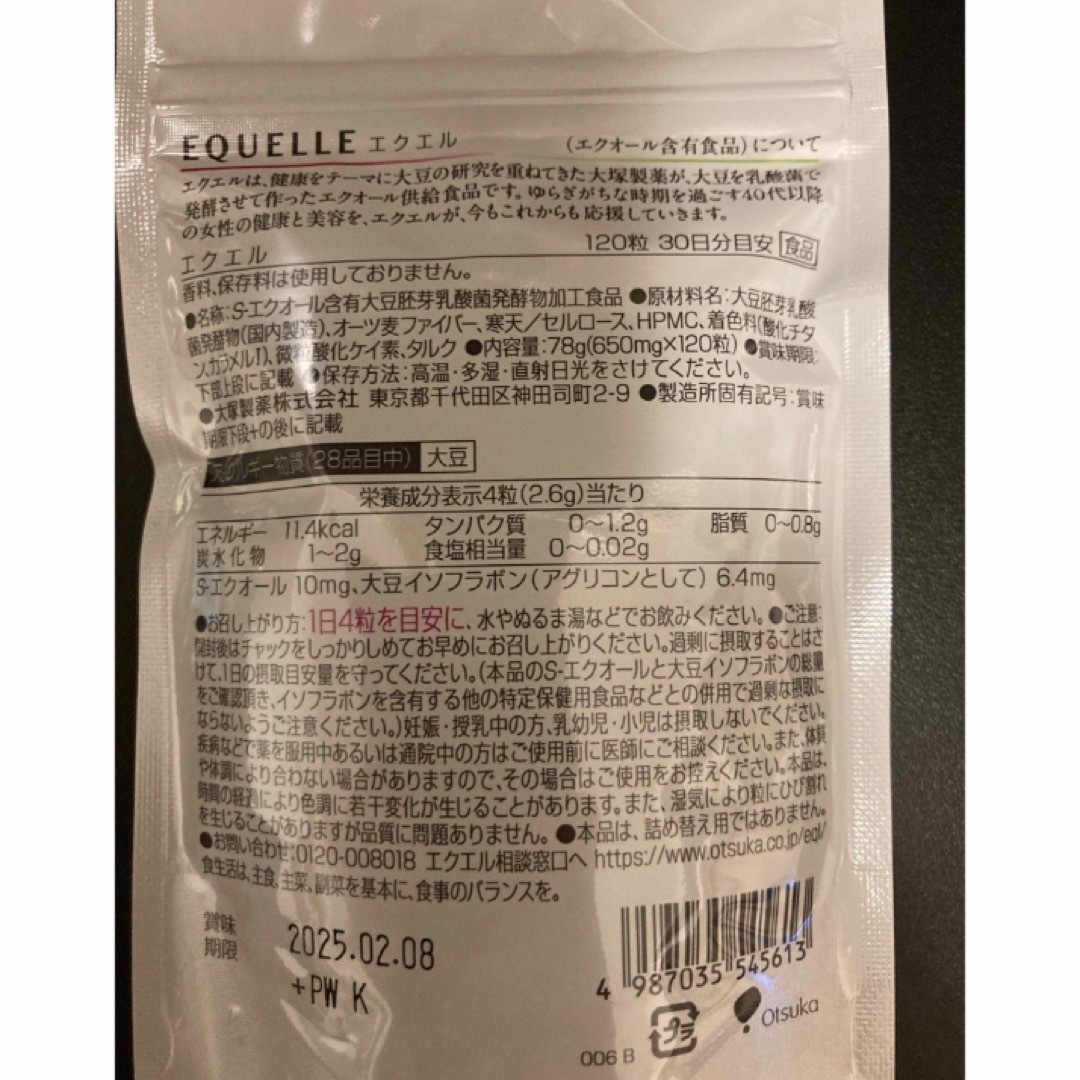 EQUELLE エクエル (エクオール含有食品)について
エクエルは、健康をテーマに大豆の研究を重ねてきた大塚製薬が、大豆を乳酸菌で
発酵させて作ったエクオール供給食品です。ゆらぎがちな時期を過ごす40代以降
の女性の健康と美容を、エクエルが、今もこれからも応援していきます。
エクエル 120粒 30日分目安 食品
香料、保存料は使用しておりません。
●名称:S-エクオール含有大豆胚芽乳酸菌発酵物加工食品 ●原材料名:大豆胚芽乳酸
菌発酵物(国内製造)、オーツ麦ファイバー、寒天/セルロース、HPMC、着色料(酸化チタ
ン、カラメルI)、微粒酸化ケイ素、タルク ●内容量:78g(650mg×120粒) ●賞味期限:
下部上段に記載 ●保存方法:高温・多湿・直射日光をさけてください。
●大塚製薬株式会社 東京都千代田区神田司町2-9 ●製造所固有記号:賞味
期限下段+の後に記載
アレルギー物質(28品目中) 大豆
栄養成分表示4粒(2.6g)当たり
エネルギー 11.4kcal タンパク質 0〜1.2g 脂質 0〜0.8g
炭水化物 1〜2g 食塩相当量 0〜0.02g
S-エクオール 10mg、大豆イソフラボン(アグリコンとして) 6.4mg
●お召し上がり方:1日4粒を目安に、水やぬるま湯などでお飲みください。●ご注意:
開封後はチャックをしっかりしめてお早めにお召し上がりください。過剰に摂取することはさ
けて、1日の摂取目安量を守ってください。(本品のS-エクオールと大豆イソフラボンの総量
をご確認頂き、イソフラボンを含有する他の特定保健用食品などとの併用で過剰な摂取に
ならないようご注意ください。)妊娠・授乳中の方、乳幼児・小児は摂取しないでください。
疾病などで薬を服用中あるいは通院中の方はご使用前に医師にご相談ください。また、体質
や体調により合わない場合がありますので、その場合はご使用をお控えください。本品は、
時間の経過により色調に若干変化が生じることがあります。また、湿気により粒にひび割れ
を生じることがありますが品質に問題ありません。●本品は、詰め替え用ではありません。
●お問い合わせ:0120-008018 エクエル相談窓口へ https://www.otsuka.co.jp/eql/
食生活は、主食、主菜、副菜を基本に、食事のバランスを。
賞味
期限 2025.02.08
+PW K
4 987035 545613
プラ
Otsuka
006 B